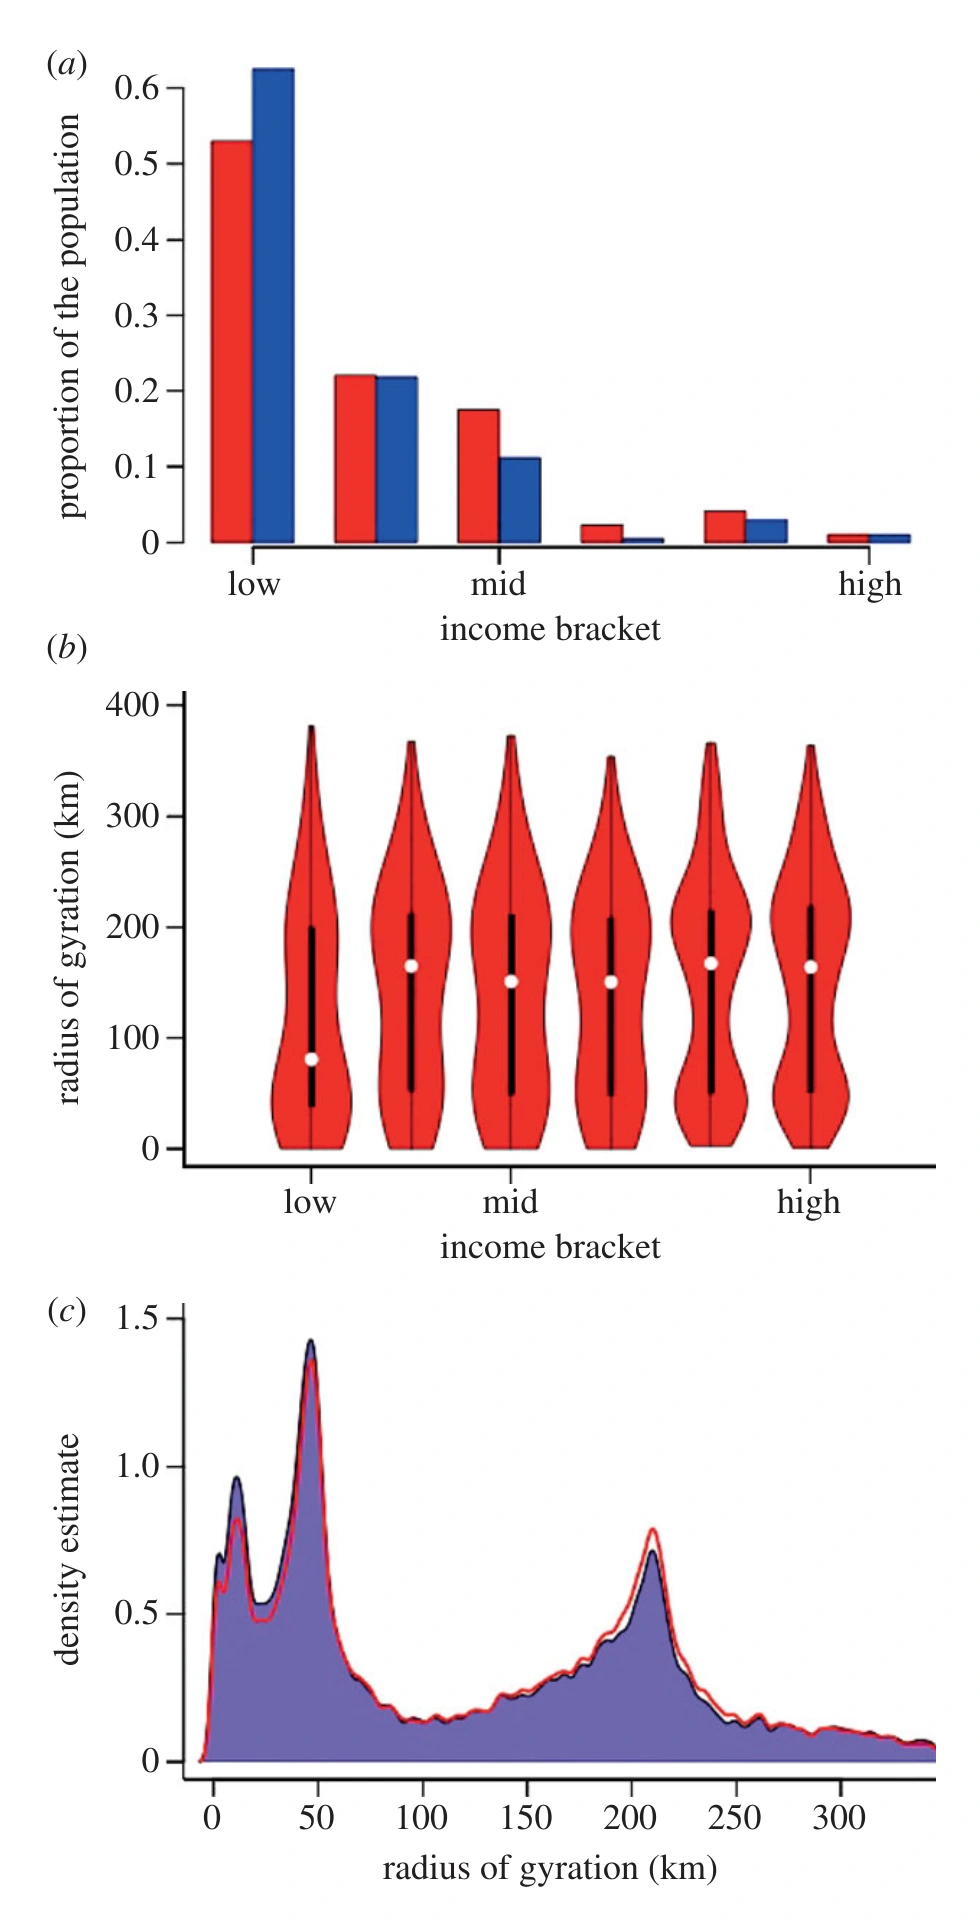 (a)
proportion of the population
0.6
0.5
0.4
0.3
0.2
0.1
0
low mid high
income bracket
(b)
radius of gyration (km)
400
300
200
100
0
low mid high
income bracket
(c)
density estimate
1.5
1.0
0.5
0
0 50 100 150 200 250 300
radius of gyration (km)